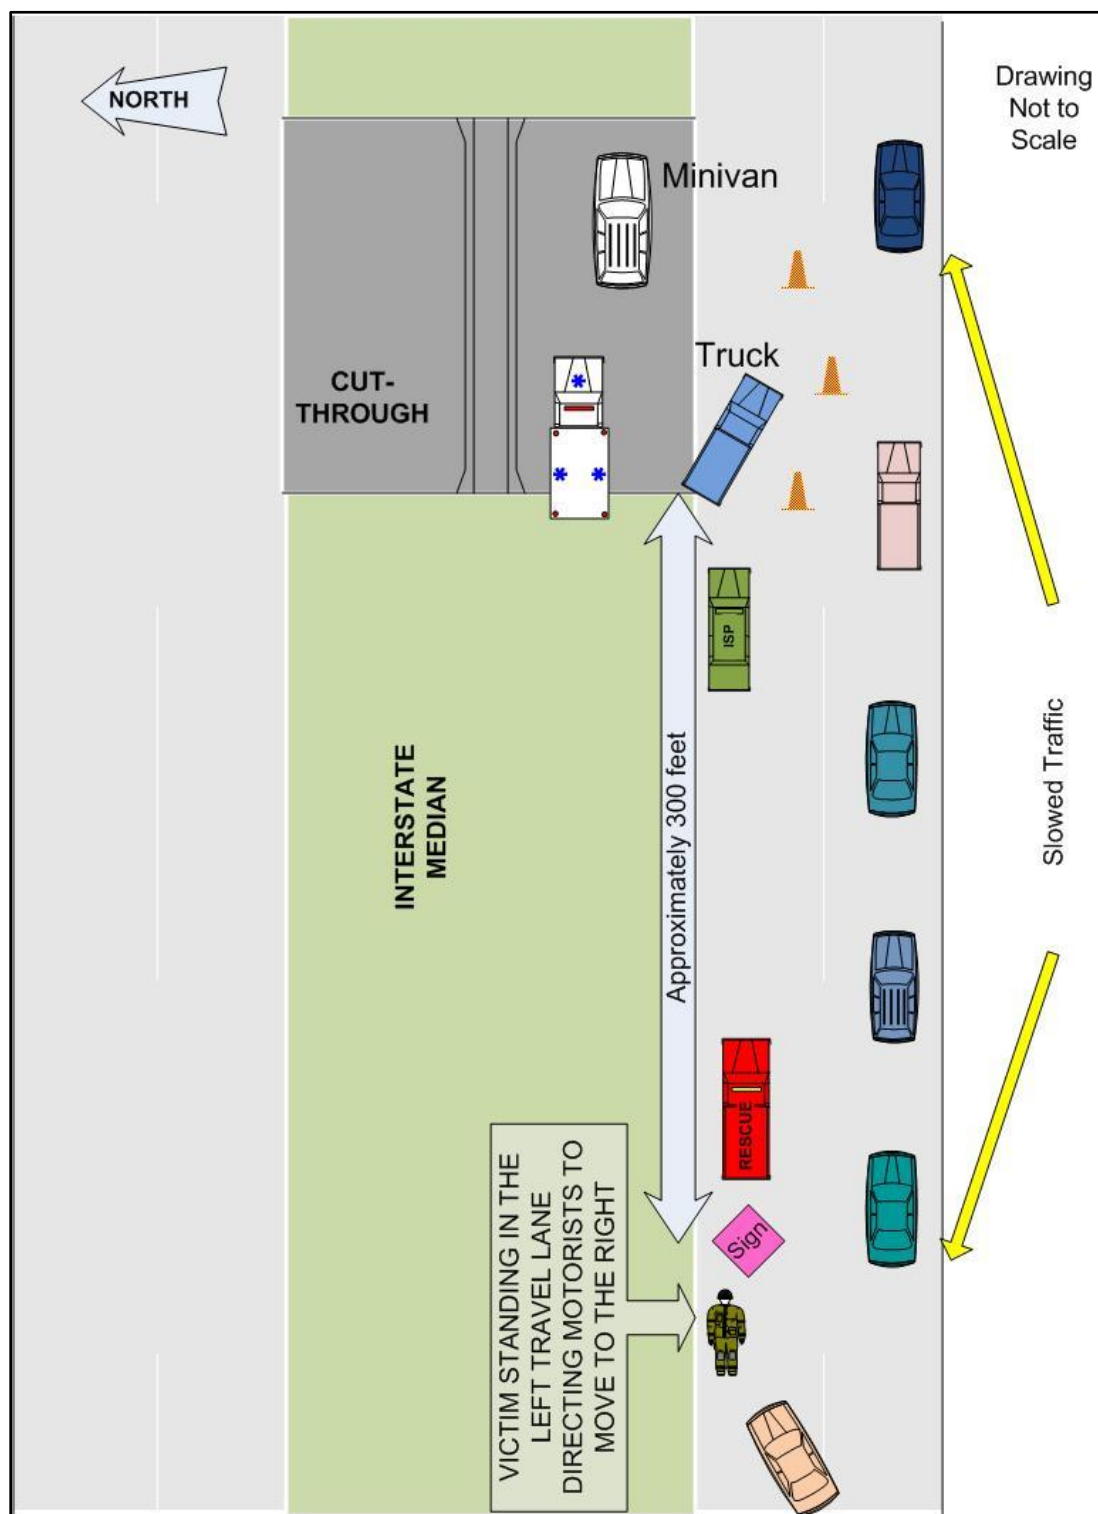 NORTH
Drawing
Not to
Scale
Minivan
Truck
CUT-
THROUGH
ISP
INTERSTATE
MEDIAN
Approximately 300 feet
Slowed Traffic
RESCUE
Sign
VICTIM STANDING IN THE
LEFT TRAVEL LANE
DIRECTING MOTORISTS TO
MOVE TO THE RIGHT